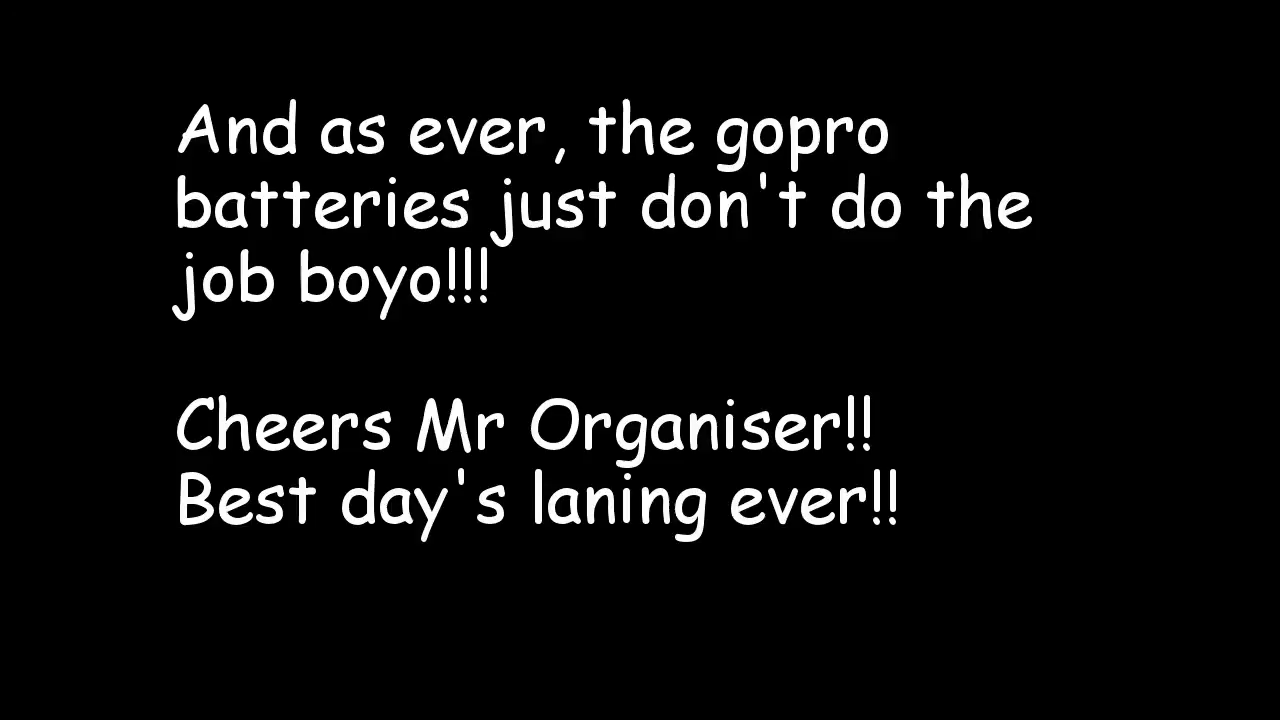 And as ever, the gopro
batteries just don't do the
job boyo!!!
Cheers Mr Organiser!!
Best day's laning ever!!